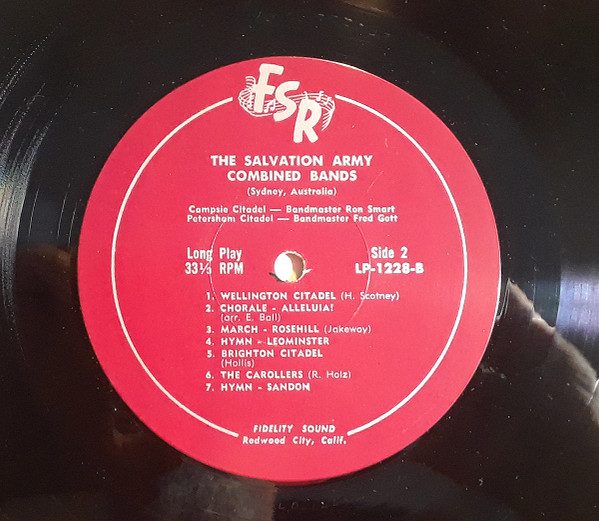 FSR
THE SALVATION ARMY
COMBINED BANDS
(Sydney, Australia)
Campsie Citadel — Bandmaster Ron Smart
Petersham Citadel — Bandmaster Fred Gott
Long Play Side 2
33⅓ RPM LP-1228-B
1. WELLINGTON CITADEL (H. Scotney)
2. CHORALE - ALLELUIA!
(arr. E. Ball)
3. MARCH - ROSEHILL (Jakeway)
4. HYMN - LEOMINSTER
5. BRIGHTON CITADEL
(Hollis)
6. THE CAROLLERS (R. Holz)
7. HYMN - SANDON
FIDELITY SOUND
Redwood City, Calif.